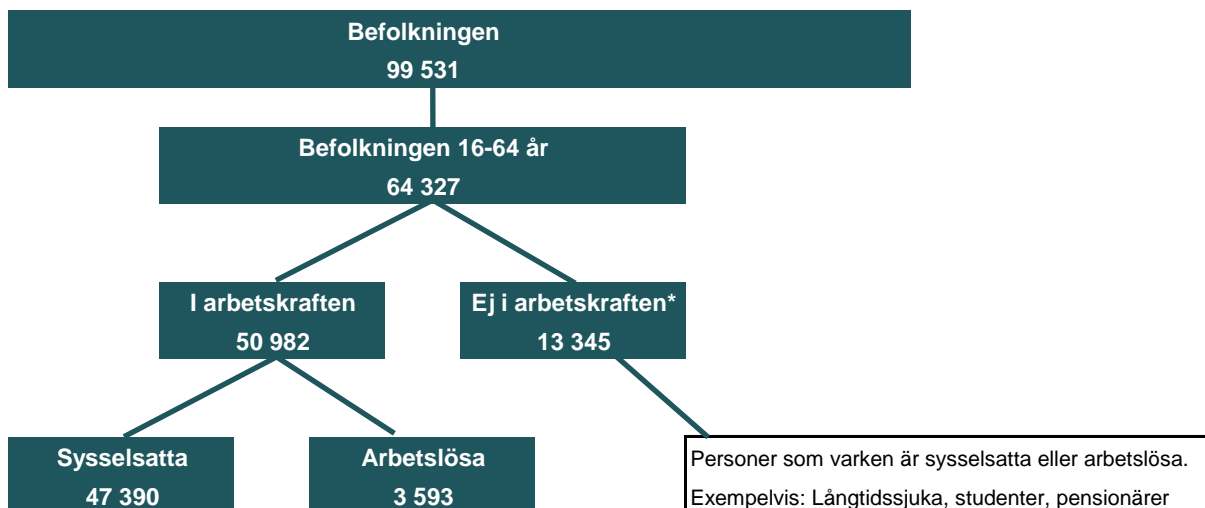 Befolkningen
99 531
Befolkningen 16-64 år
64 327
I arbetskraften
50 982
Ej i arbetskraften*
13 345
Sysselsatta
47 390
Arbetslösa
3 593
Personer som varken är sysselsatta eller arbetslösa.
Exempelvis: Långtidssjuka, studenter, pensionärer